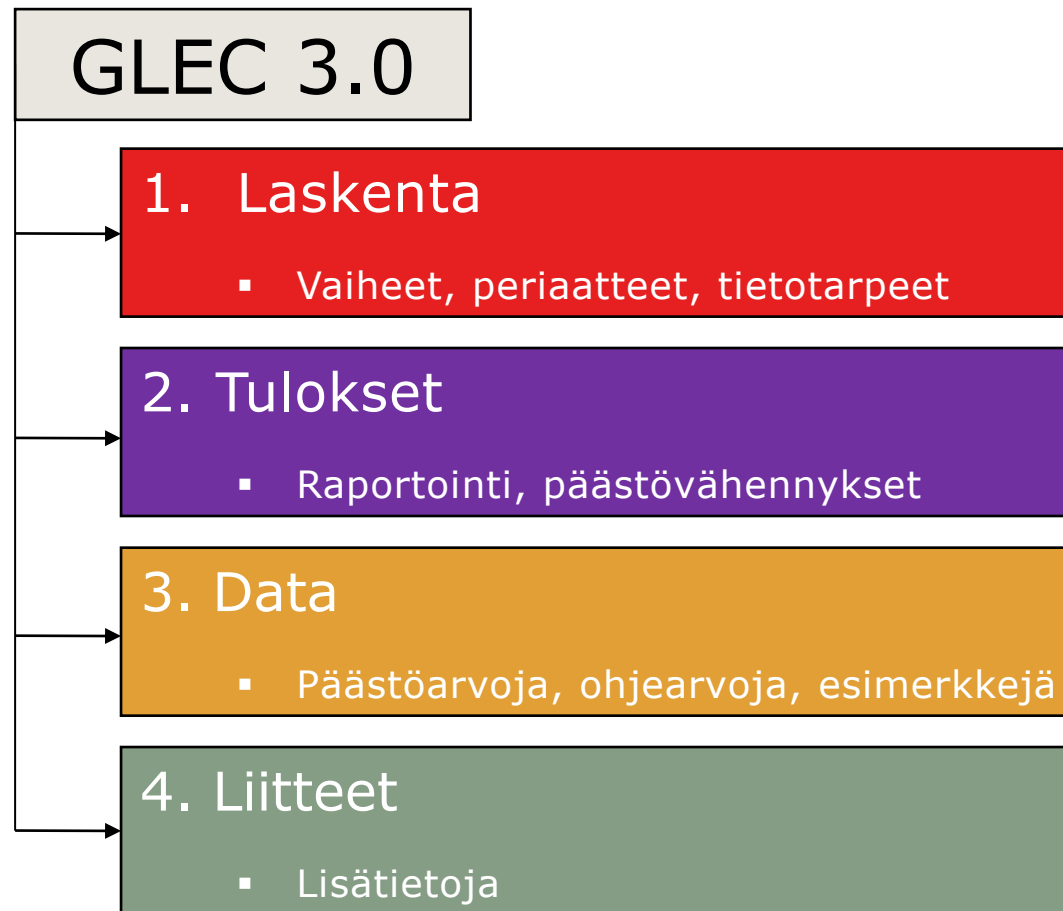 GLEC 3.0
1. Laskenta
▪ Vaiheet, periaatteet, tietotarpeet
2. Tulokset
▪ Raportointi, päästövähennykset
3. Data
▪ Päästöarvoja, ohjearvoja, esimerkkejä
4. Liitteet
▪ Lisätietoja